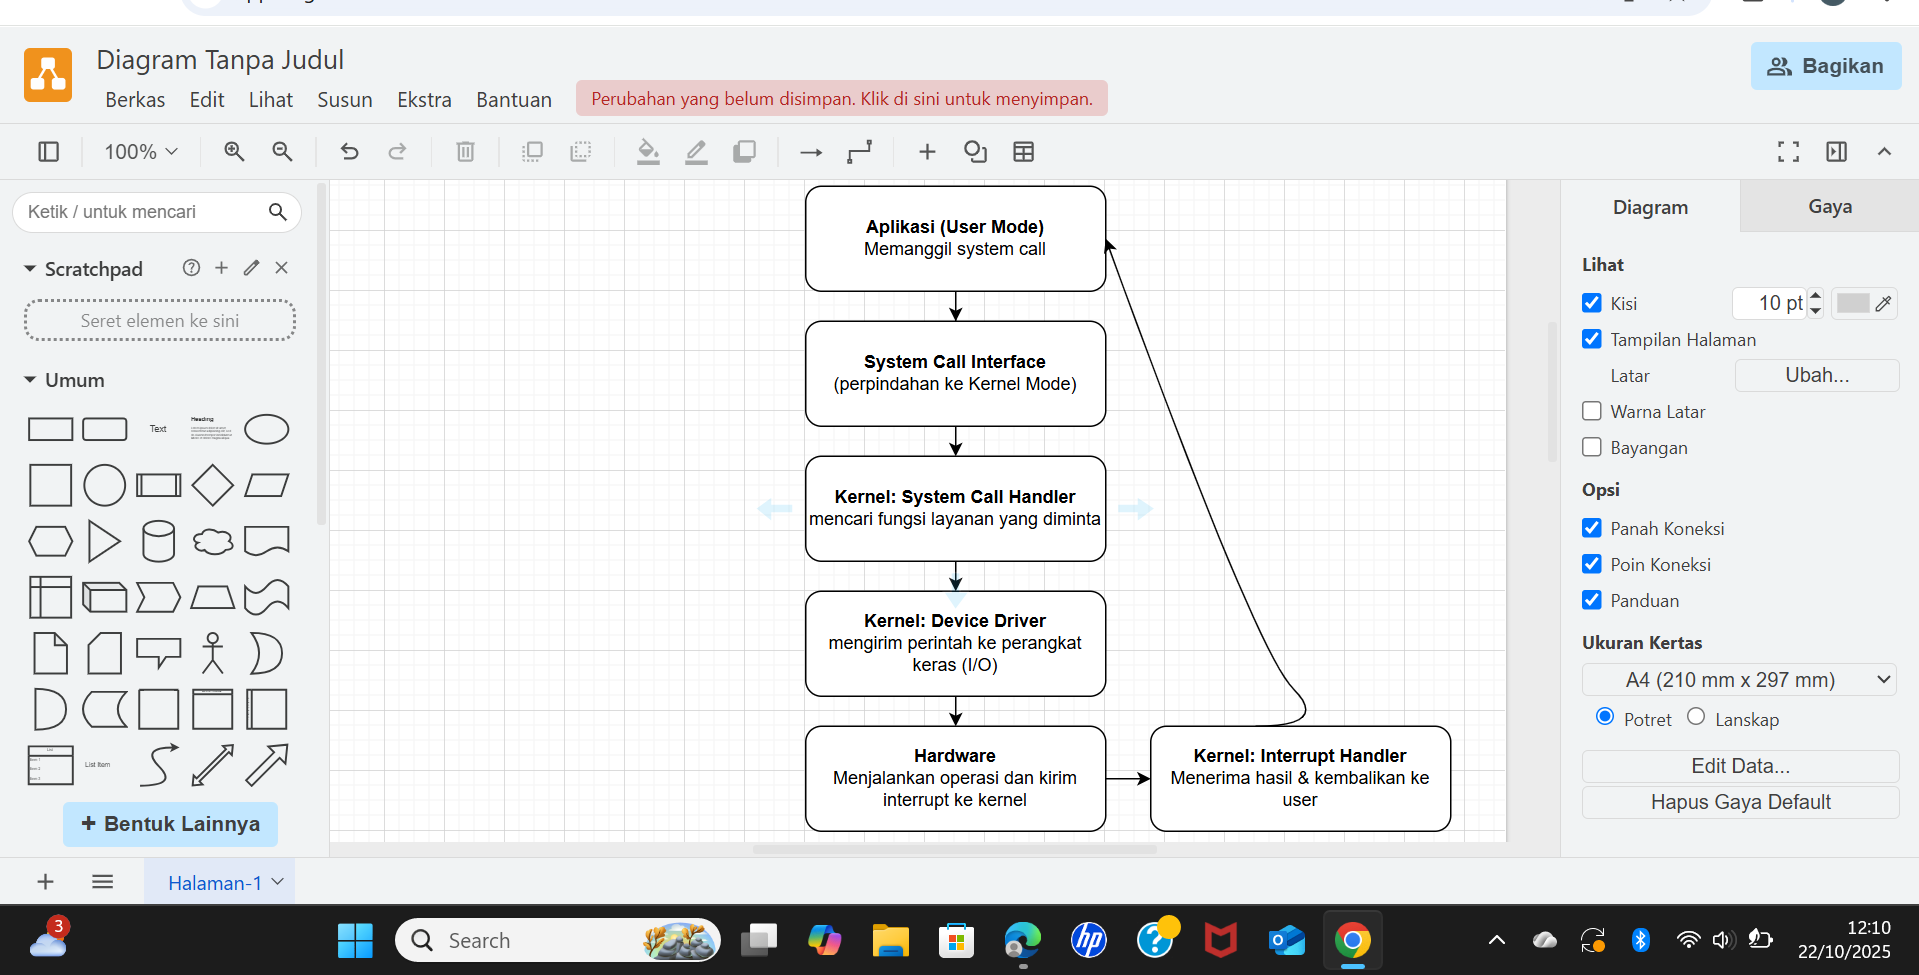 Diagram Tanpa Judul
Berkas Edit Lihat Susun Ekstra Bantuan
Perubahan yang belum disimpan. Klik di sini untuk menyimpan.
Bagikan
100%
Ketik / untuk mencari
Scratchpad
Seret elemen ke sini
Umum
Text
Heading
List Item
+ Bentuk Lainnya
Aplikasi (User Mode)
Memanggil system call
System Call Interface
(perpindahan ke Kernel Mode)
Kernel: System Call Handler
mencari fungsi layanan yang diminta
Kernel: Device Driver
mengirim perintah ke perangkat
keras (I/O)
Hardware
Menjalankan operasi dan kirim
interrupt ke kernel
Kernel: Interrupt Handler
Menerima hasil & kembalikan ke
user
Diagram
Gaya
Lihat
Kisi
10 pt
Tampilan Halaman
Latar
Ubah...
Warna Latar
Bayangan
Opsi
Panah Koneksi
Poin Koneksi
Panduan
Ukuran Kertas
A4 (210 mm x 297 mm)
Potret
Lanskap
Edit Data...
Hapus Gaya Default
Halaman-1
3
Search
hp
12:10
22/10/2025